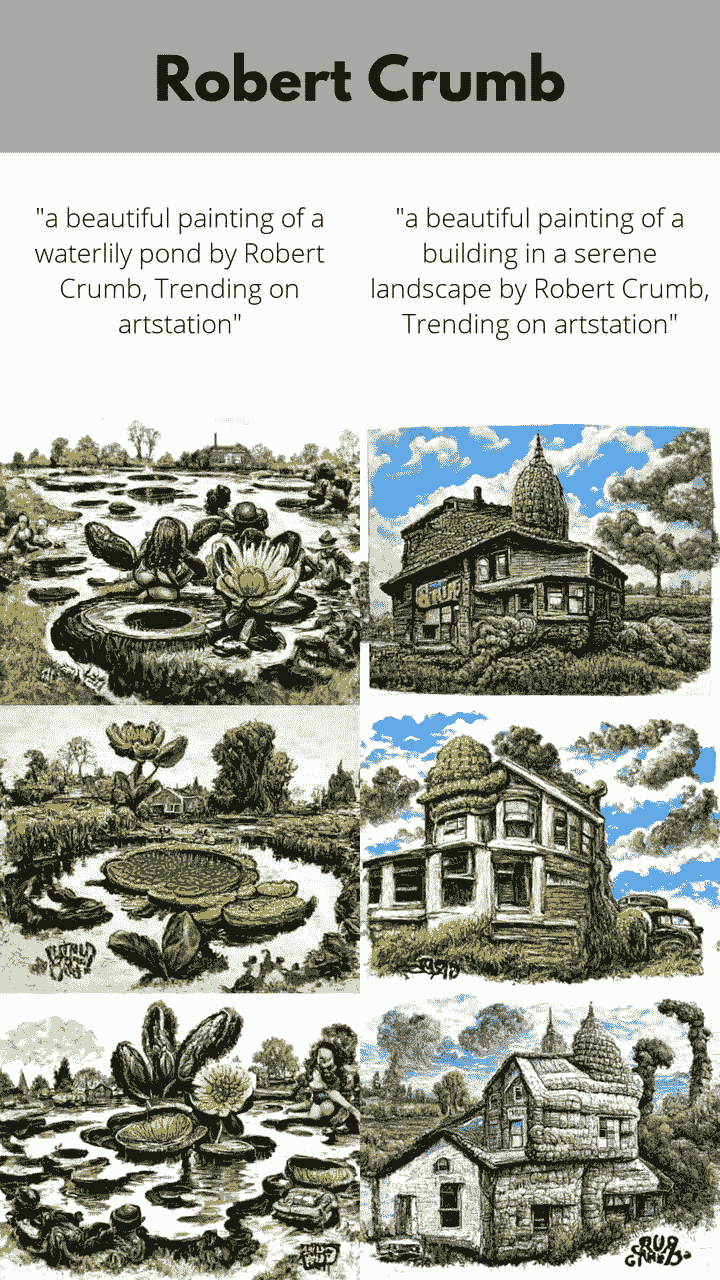 Robert Crumb
"a beautiful painting of a
waterlily pond by Robert
Crumb, Trending on
artstation"
"a beautiful painting of a
building in a serene
landscape by Robert Crumb,
Trending on artstation"